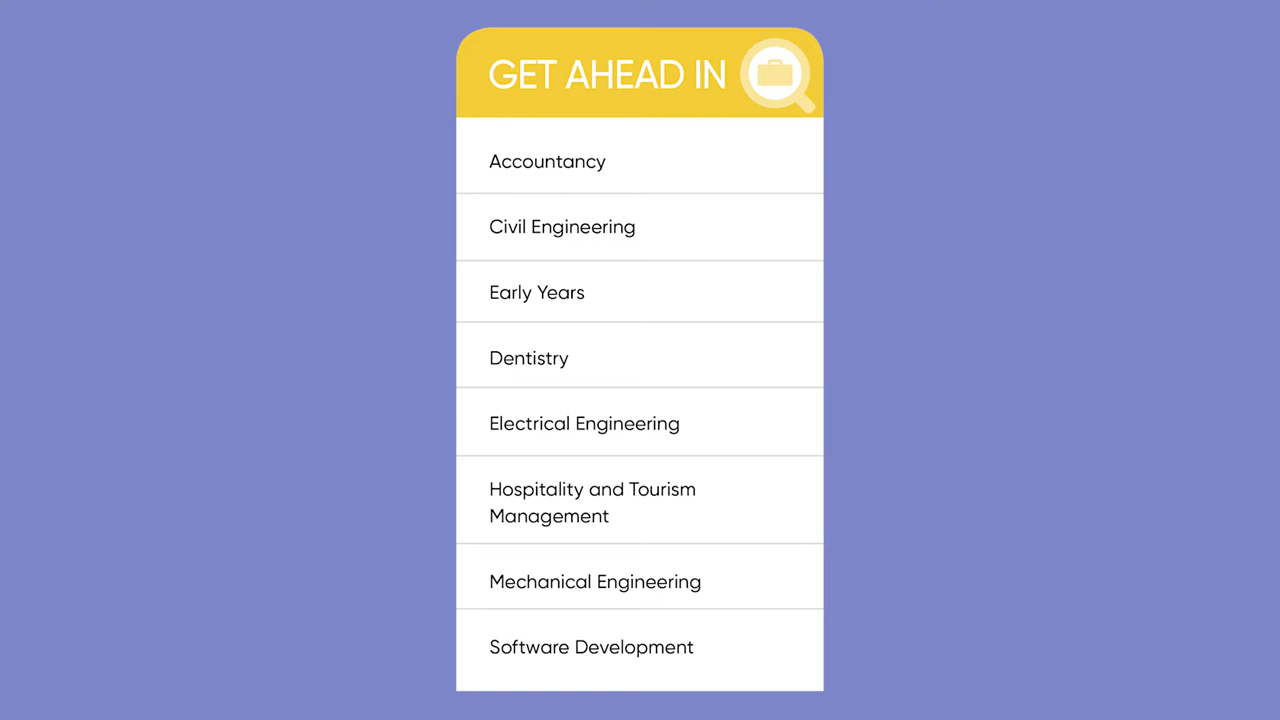 GET AHEAD IN
Accountancy
Civil Engineering
Early Years
Dentistry
Electrical Engineering
Hospitality and Tourism
Management
Mechanical Engineering
Software Development